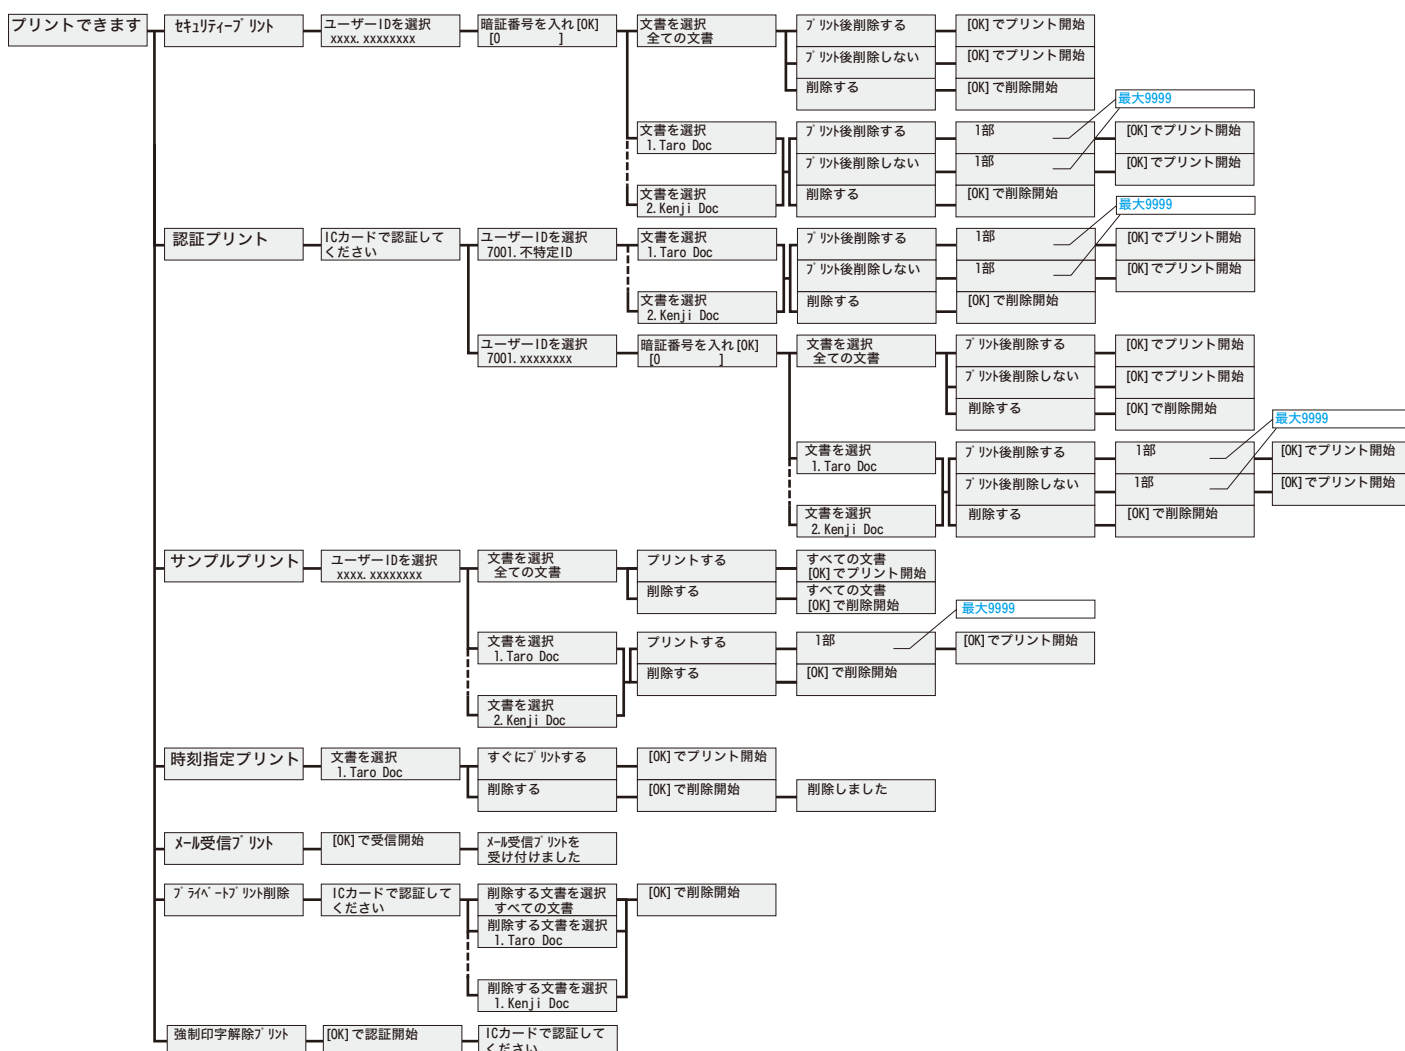 プリントできます
セキュリティープリント
ユーザーIDを選択
xxxx. xxxxxxxx
暗証番号を入れ[OK]
[0 ]
文書を選択
全ての文書
プリント後削除する
[OK]でプリント開始
プリント後削除しない
[OK]でプリント開始
削除する
[OK]で削除開始
最大9999
文書を選択
1. Taro Doc
プリント後削除する
1部
[OK]でプリント開始
プリント後削除しない
1部
[OK]でプリント開始
文書を選択
2. Kenji Doc
削除する
[OK]で削除開始
最大9999
認証プリント
ICカードで認証して
ください
ユーザーIDを選択
7001. 不特定ID
文書を選択
1. Taro Doc
プリント後削除する
1部
[OK]でプリント開始
プリント後削除しない
1部
[OK]でプリント開始
文書を選択
2. Kenji Doc
削除する
[OK]で削除開始
ユーザーIDを選択
7001. xxxxxxxx
暗証番号を入れ[OK]
[0 ]
文書を選択
全ての文書
プリント後削除する
[OK]でプリント開始
プリント後削除しない
[OK]でプリント開始
削除する
[OK]で削除開始
最大9999
文書を選択
1. Taro Doc
プリント後削除する
1部
[OK]でプリント開始
プリント後削除しない
1部
[OK]でプリント開始
文書を選択
2. Kenji Doc
削除する
[OK]で削除開始
サンプルプリント
ユーザーIDを選択
xxxx. xxxxxxxx
文書を選択
全ての文書
プリントする
すべての文書
[OK]でプリント開始
削除する
すべての文書
[OK]で削除開始
最大9999
文書を選択
1. Taro Doc
プリントする
1部
[OK]でプリント開始
削除する
[OK]で削除開始
文書を選択
2. Kenji Doc
時刻指定プリント
文書を選択
1. Taro Doc
すぐにプリントする
[OK]でプリント開始
削除する
[OK]で削除開始
削除しました
メール受信プリント
[OK]で受信開始
メール受信プリントを
受け付けました
プライベートプリント削除
ICカードで認証して
ください
削除する文書を選択
すべての文書
[OK]で削除開始
削除する文書を選択
1. Taro Doc
削除する文書を選択
1. Kenji Doc
強制印字解除プリント
[OK]で認証開始
ICカードで認証して
ください